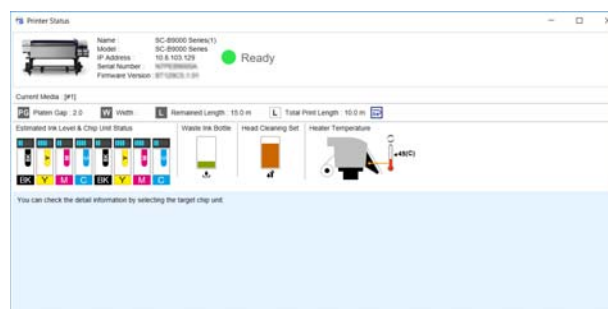 Printer Status
Name : SC-B9000 Series(1)
Model : SC-B9000 Series
IP Address : 10.8.103.129
Serial Number :
Firmware Version :
Ready
Current Media : [#1]
PG Platen Gap : 2.0 W Width : L Remained Length : 15.0 m L Total Print Length : 10.0 m
Estimated Ink Level & Chip Unit Status Waste Ink Bottle Head Cleaning Set Heater Temperature
+49(C)
BK Y M C BK Y M C
You can check the detail information by selecting the target chip unit.